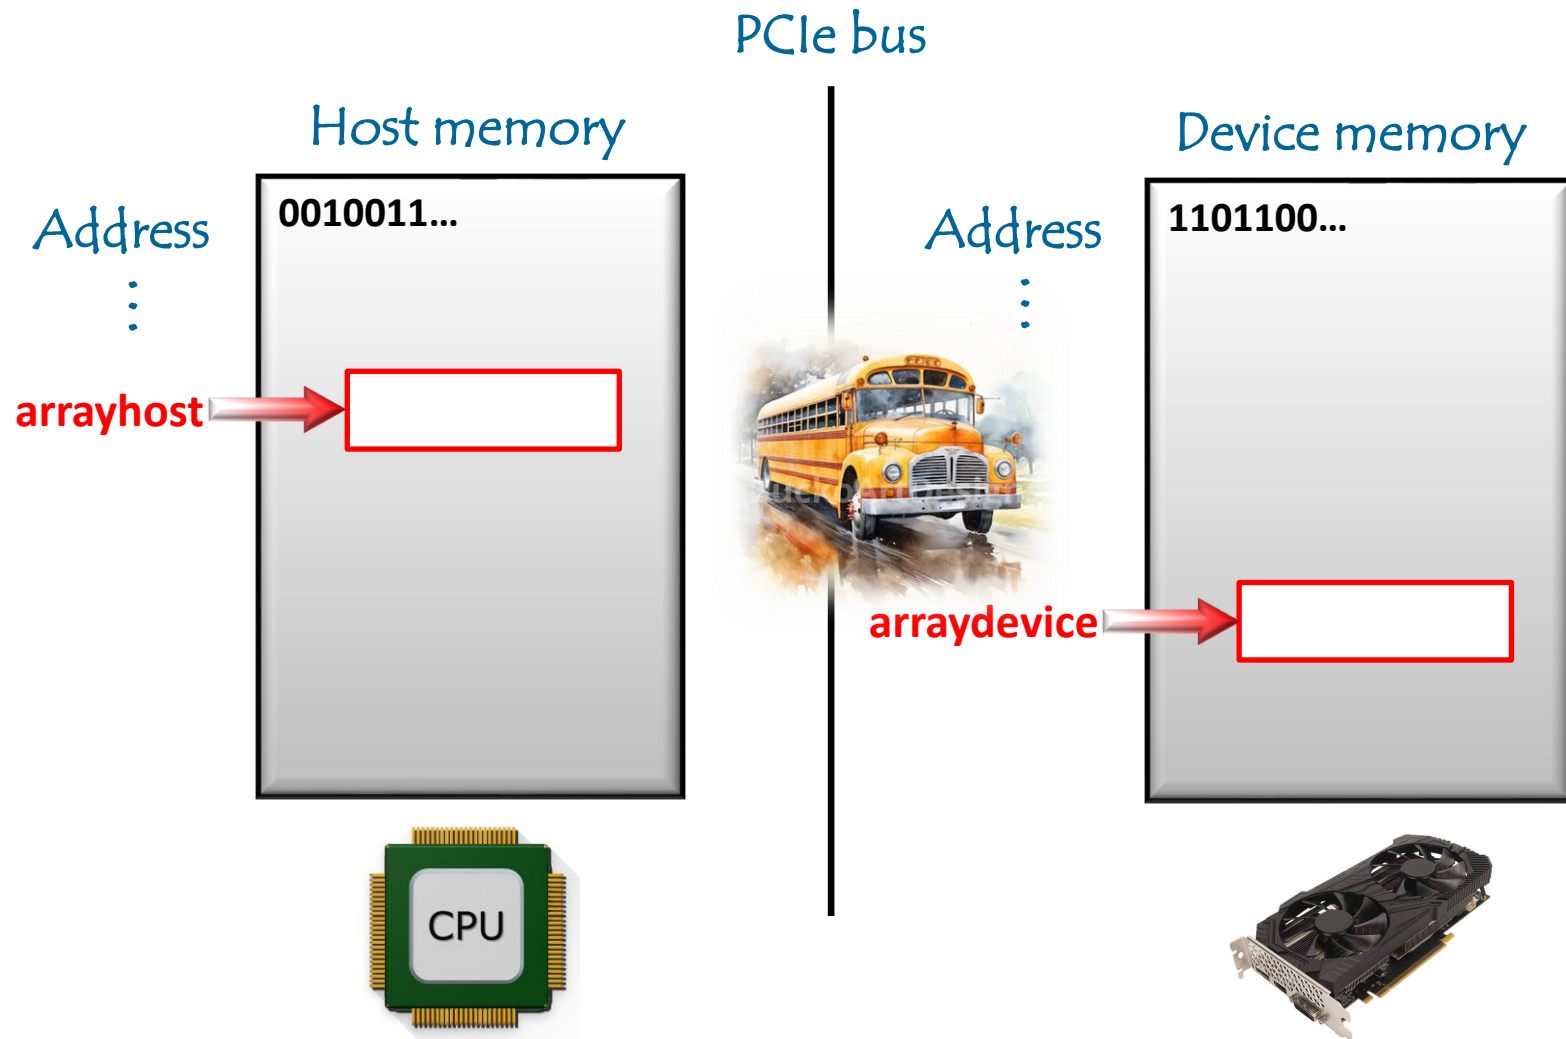 PCIe bus
Host memory
Device memory
Address
0010011...
Address
1101100...
arrayhost
arraydevice
CPU